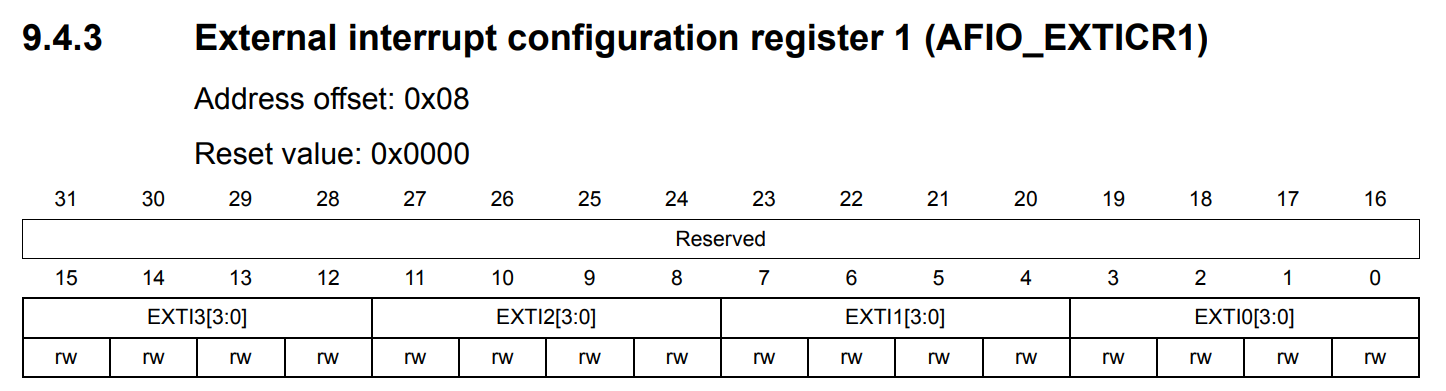 9.4.3 External interrupt configuration register 1 (AFIO_EXTICR1)
Address offset: 0x08
Reset value: 0x0000
31 30 29 28 27 26 25 24 23 22 21 20 19 18 17 16
Reserved
15 14 13 12 11 10 9 8 7 6 5 4 3 2 1 0
EXTI3[3:0] EXTI2[3:0] EXTI1[3:0] EXTI0[3:0]
rw rw rw rw rw rw rw rw rw rw rw rw rw rw rw rw